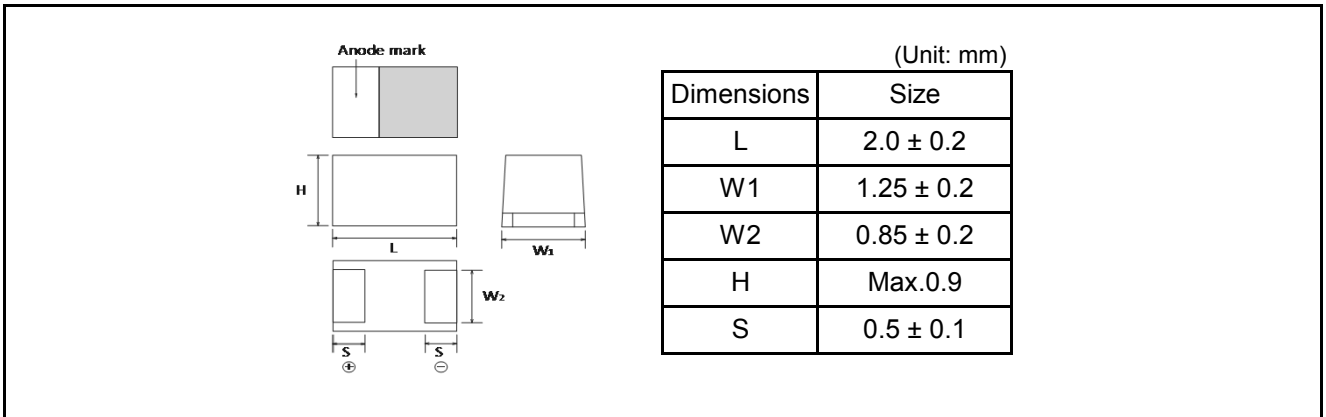 Anode mark
H
L
W1
W2
S S
⊕ ⊖
(Unit: mm)
Dimensions Size
L 2.0 ± 0.2
W1 1.25 ± 0.2
W2 0.85 ± 0.2
H Max.0.9
S 0.5 ± 0.1